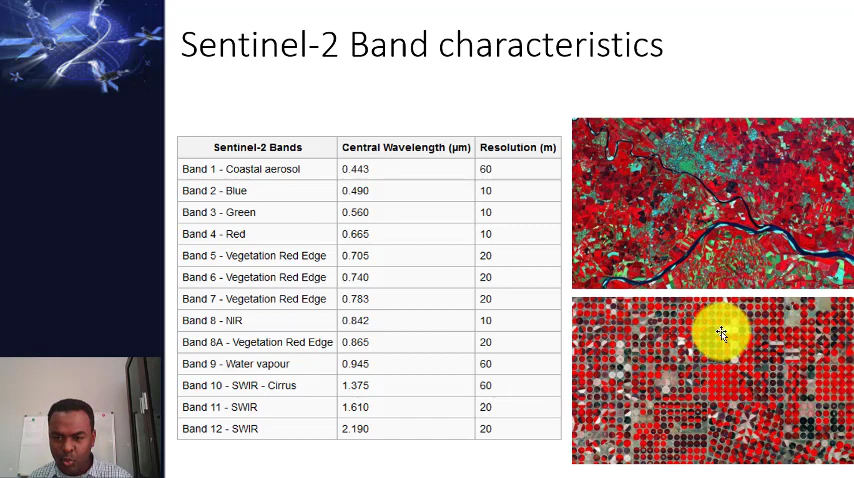 Sentinel-2 Band characteristics
Sentinel-2 Bands Central Wavelength (μm) Resolution (m)
Band 1 - Coastal aerosol 0.443 60
Band 2 - Blue 0.490 10
Band 3 - Green 0.560 10
Band 4 - Red 0.665 10
Band 5 - Vegetation Red Edge 0.705 20
Band 6 - Vegetation Red Edge 0.740 20
Band 7 - Vegetation Red Edge 0.783 20
Band 8 - NIR 0.842 10
Band 8A - Vegetation Red Edge 0.865 20
Band 9 - Water vapour 0.945 60
Band 10 - SWIR - Cirrus 1.375 60
Band 11 - SWIR 1.610 20
Band 12 - SWIR 2.190 20